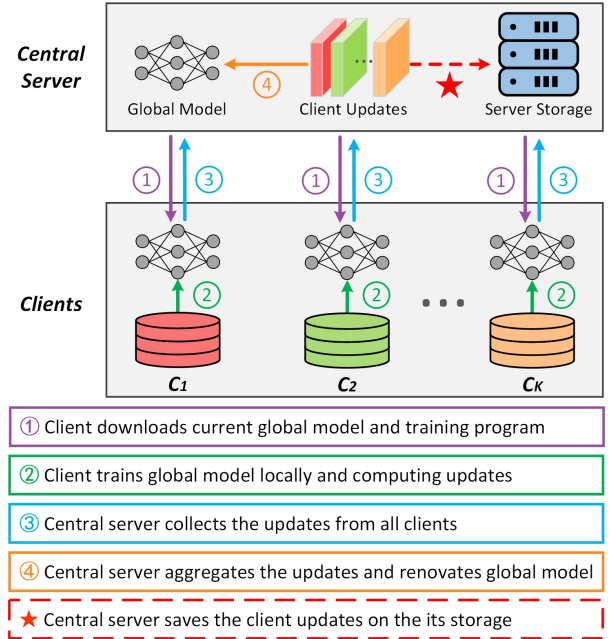 Central
Server
④
Global Model
Client Updates
Server Storage
① ③ ① ③ ① ③
Clients
② ② ②
C1 C2 CK
① Client downloads current global model and training program
② Client trains global model locally and computing updates
③ Central server collects the updates from all clients
④ Central server aggregates the updates and renovates global model
★ Central server saves the client updates on the its storage